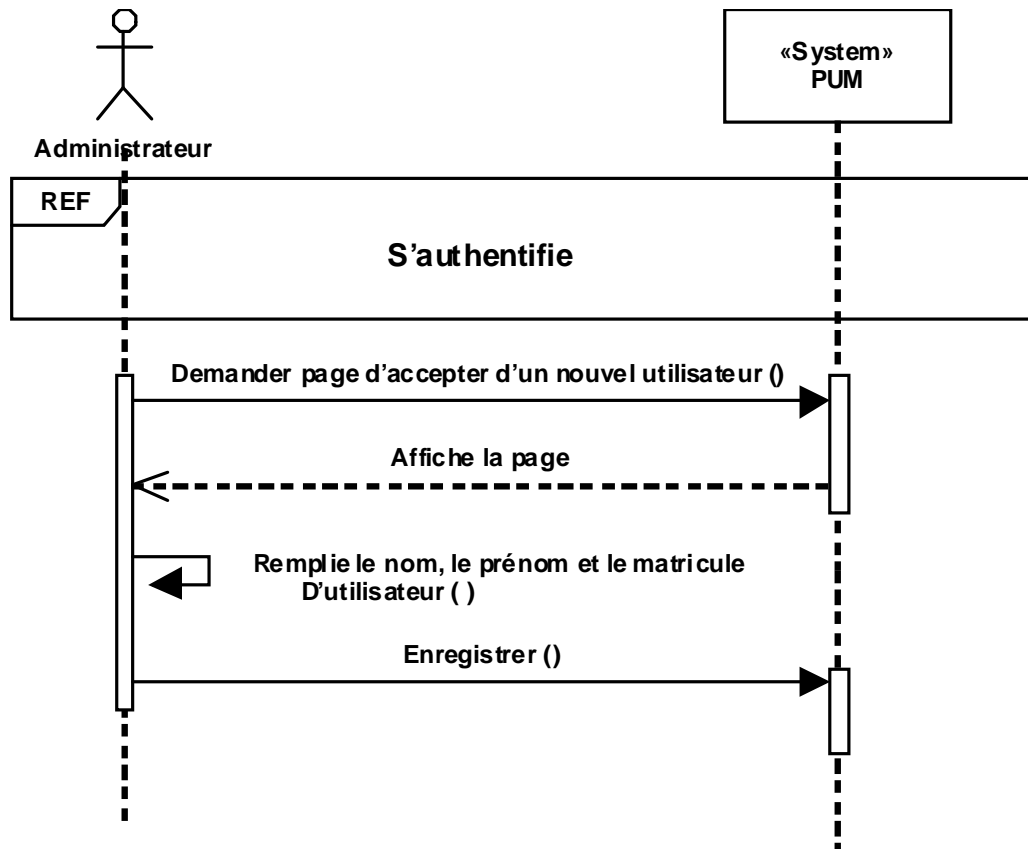 «System»
PUM
Administrateur
REF
S'authentifie
Demander page d'accepter d'un nouvel utilisateur ()
Affiche la page
Remplie le nom, le prénom et le matricule
D'utilisateur ( )
Enregistrer ()